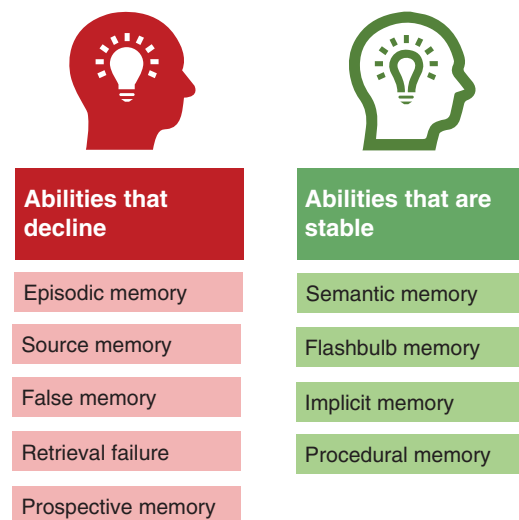 Abilities that
decline
Episodic memory
Source memory
False memory
Retrieval failure
Prospective memory
Abilities that are
stable
Semantic memory
Flashbulb memory
Implicit memory
Procedural memory